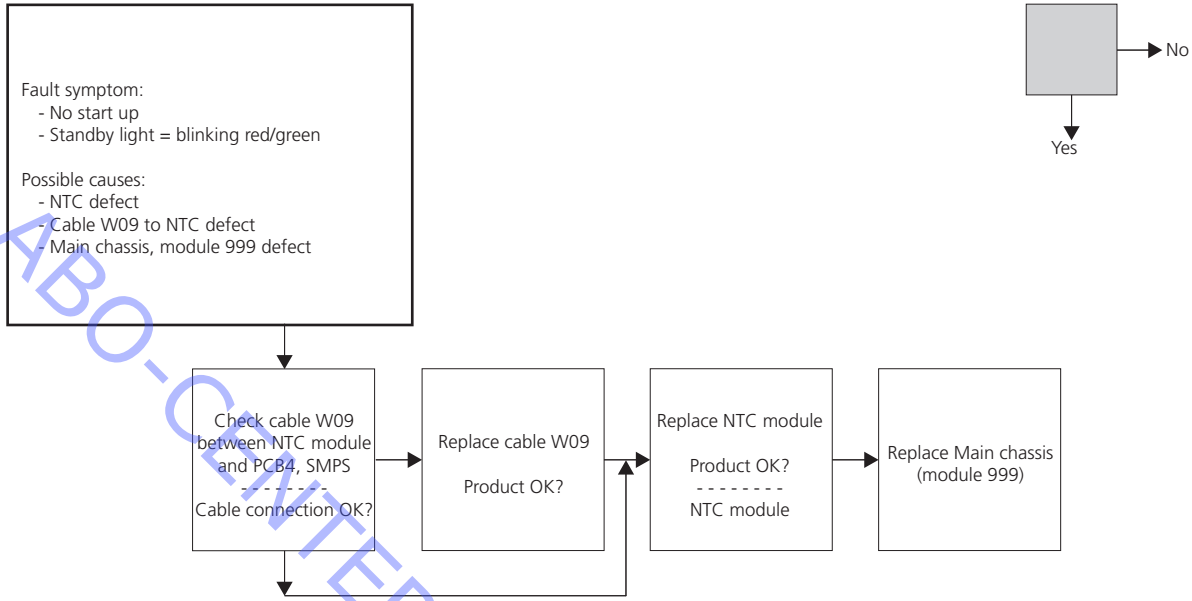 Fault symptom:
- No start up
- Standby light = blinking red/green
Possible causes:
- NTC defect
- Cable W09 to NTC defect
- Main chassis, module 999 defect
No
Yes
Check cable W09
between NTC module
and PCB4, SMPS
- - - - - - - -
Cable connection OK?
Replace cable W09
Product OK?
Replace NTC module
Product OK?
- - - - - - - -
NTC module
Replace Main chassis
(module 999)
ABO-CENTER